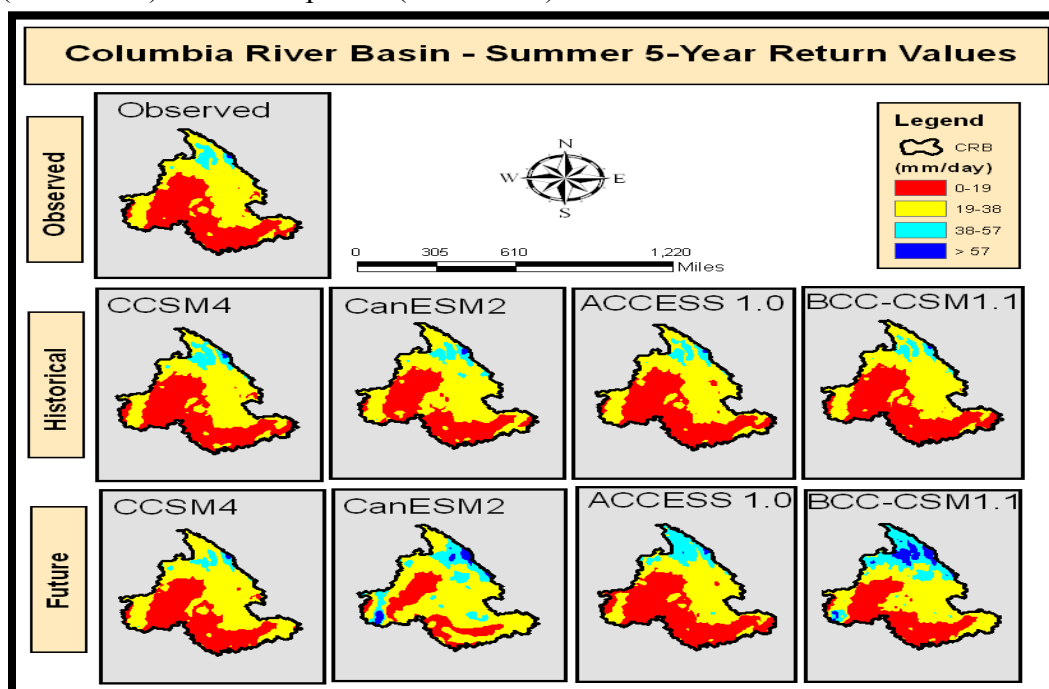 Columbia River Basin - Summer 5-Year Return Values
Observed
Observed
N
W E
S
0 305 610 1,220
Miles
Legend
CRB
(mm/day)
0-19
19-38
38-57
> 57
Historical
CCSM4
CanESM2
ACCESS 1.0
BCC-CSM1.1
Future
CCSM4
CanESM2
ACCESS 1.0
BCC-CSM1.1